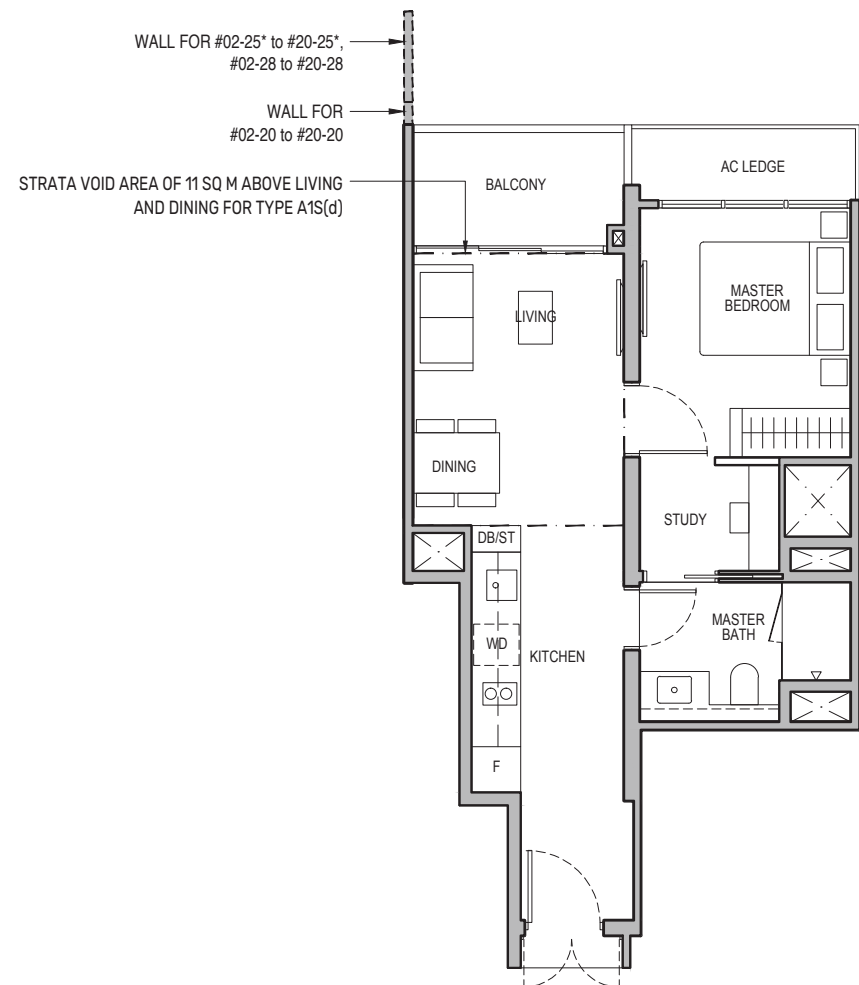 WALL FOR #02-25* to #20-25*,
#02-28 to #20-28
WALL FOR
#02-20 to #20-20
STRATA VOID AREA OF 11 SQ M ABOVE LIVING
AND DINING FOR TYPE A1S(d)
BALCONY
AC LEDGE
MASTER
BEDROOM
LIVING
DINING
STUDY
DB/ST
MASTER
BATH
WD
KITCHEN
F